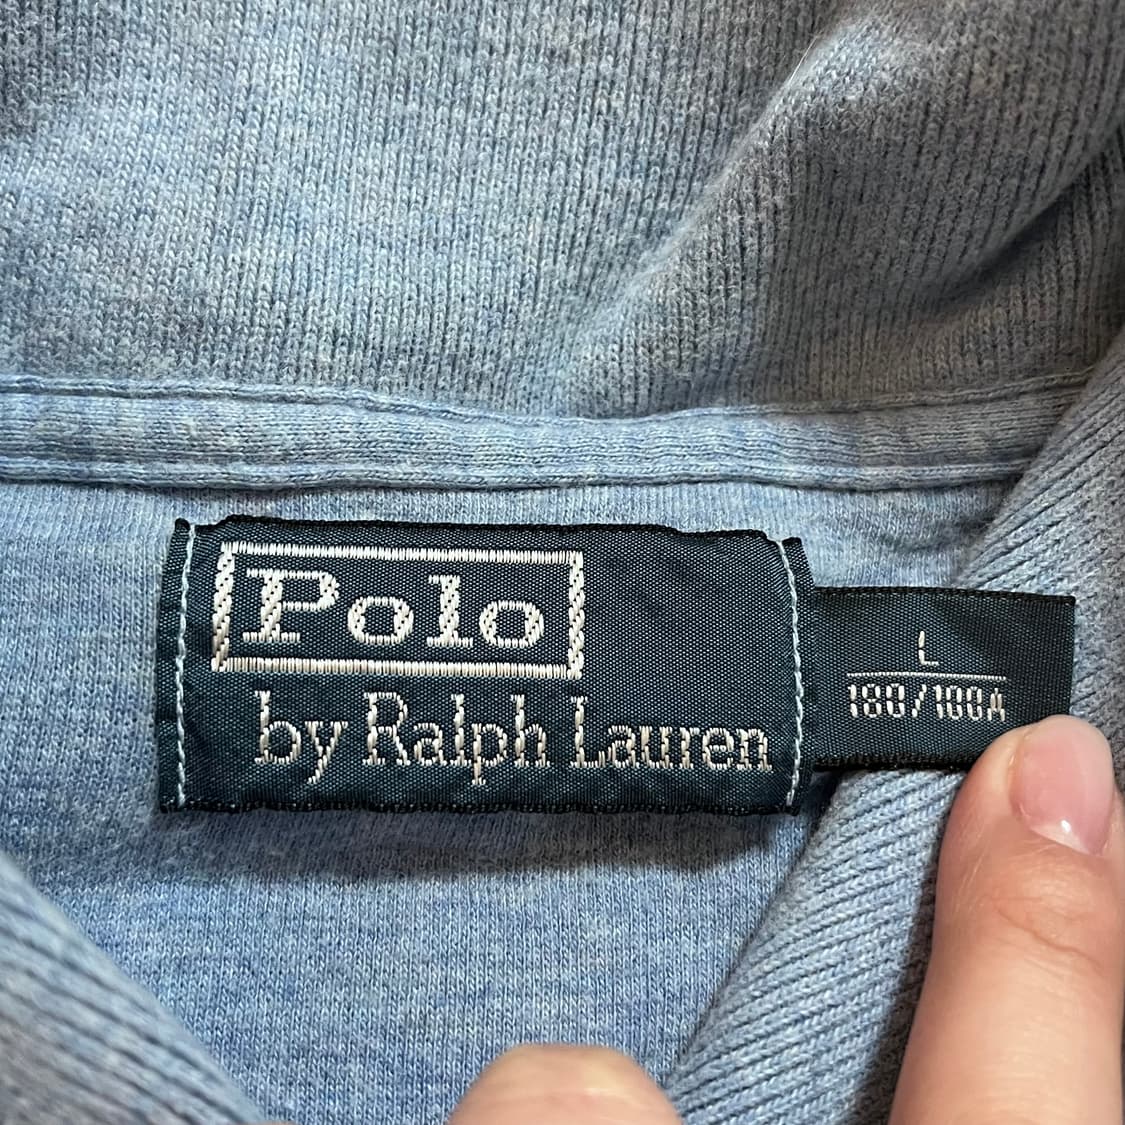 Polo
by Ralph Lauren
L
180/100A